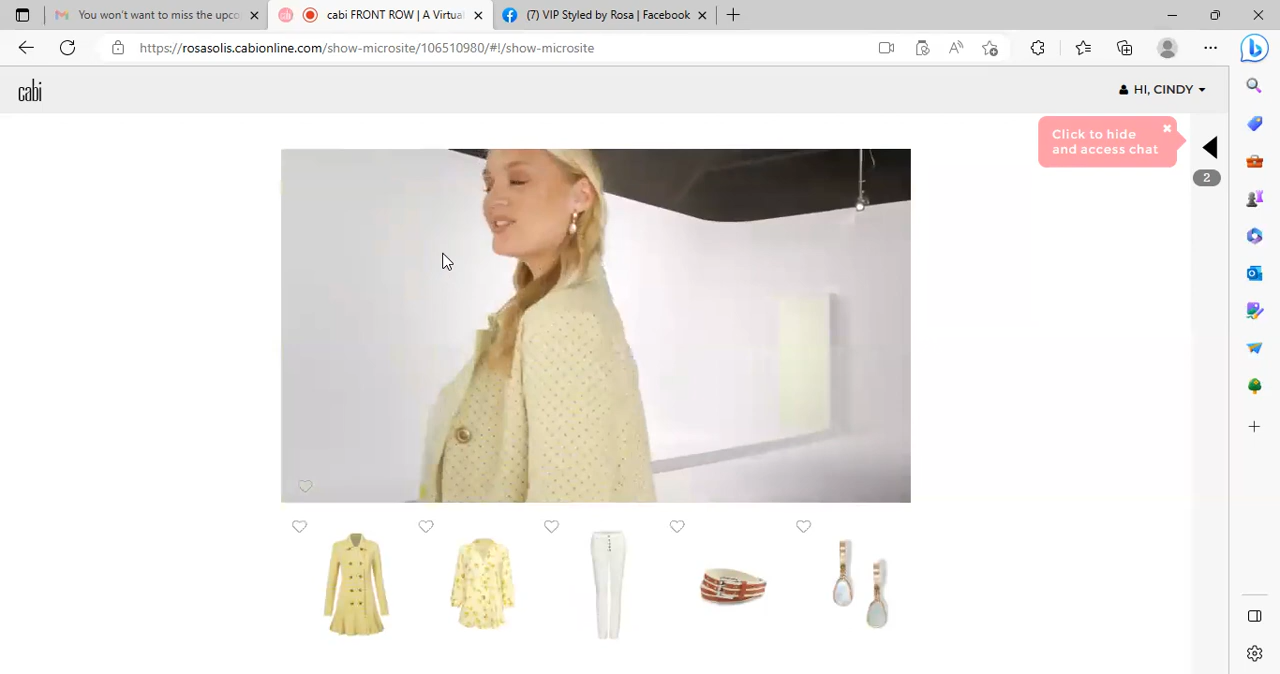 You won't want to miss the upco
cabi FRONT ROW | A Virtual
(7) VIP Styled by Rosa | Facebook
https://rosasolis.cabionline.com/show-microsite/106510980/#!/show-microsite
cabi
HI, CINDY
Click to hide
and access chat
2